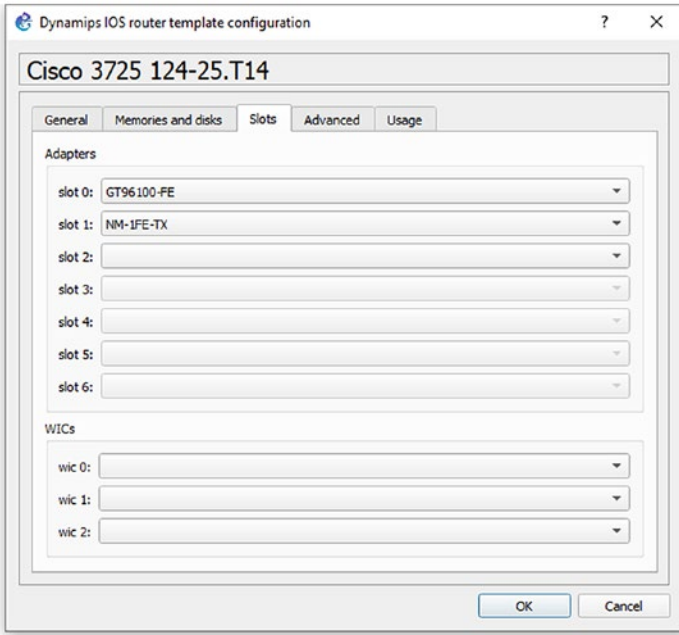 Dynamips IOS router template configuration ?
Cisco 3725 124-25.T14
General Memories and disks Slots Advanced Usage
Adapters
slot 0: GT96100-FE
slot 1: NM-1FE-TX
slot 2:
slot 3:
slot 4:
slot 5:
slot 6:
WICs
wic 0:
wic 1:
wic 2:
OK Cancel